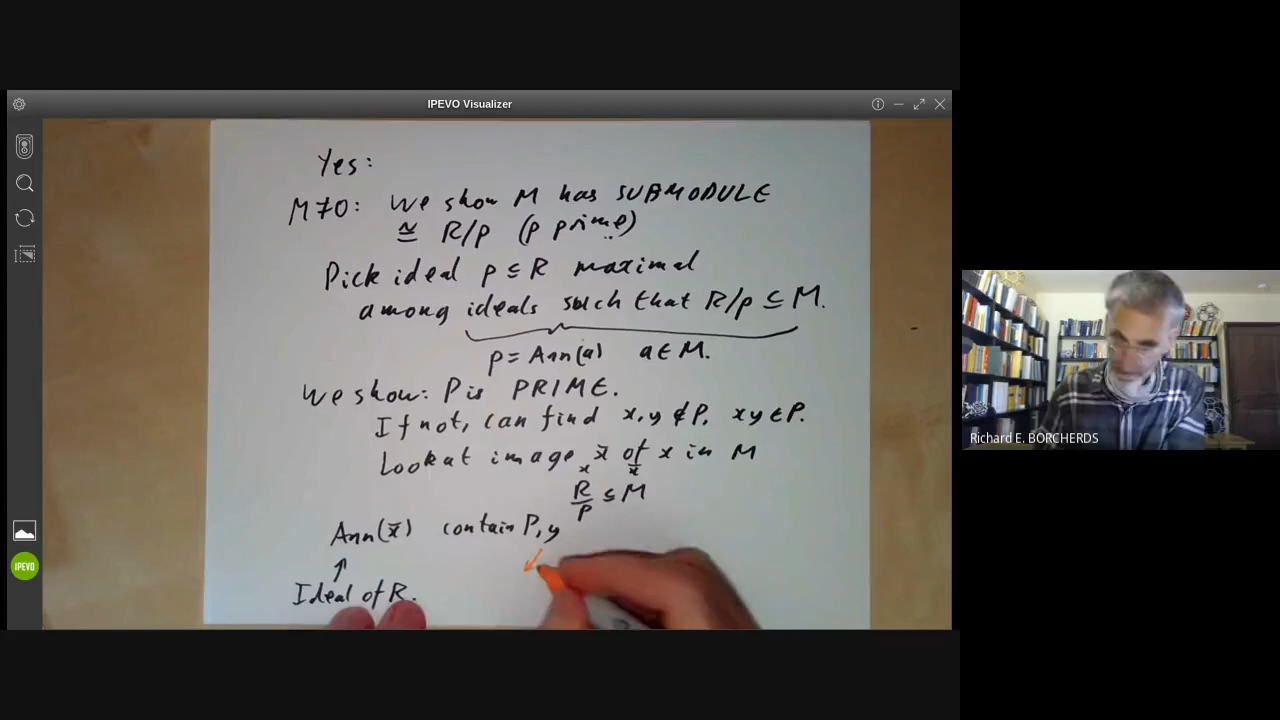 IPEVO Visualizer
Yes:
M≠0: We show M has SUBMODULE
≅ R/p (p prime)
Pick ideal p ⊆ R maximal
among ideals such that R/p ⊆ M.
p = Ann(a) a ∈ M.
We show: P is PRIME.
If not, can find x, y ∉ P, xy ∈ P.
Look at image x̄ of x in M
x x̄
R/P ⊆ M
Ann(x̄) contain P, y
↑
Ideal of R.
IPEVO
Richard E. BORCHERDS